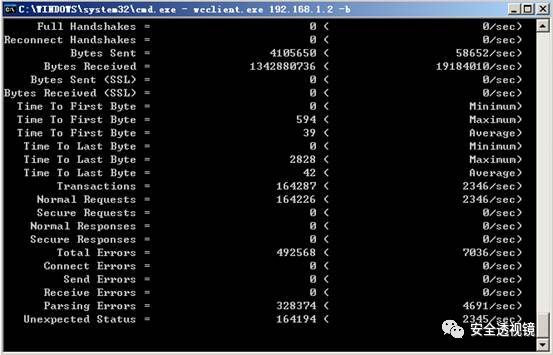 C:\WINDOWS\system32\cmd.exe - wcclient.exe 192.168.1.2 -b
Full Handshakes = 0 ( 0/sec)
Reconnect Handshakes = 0 ( 0/sec)
Bytes Sent = 4105650 ( 58652/sec)
Bytes Received = 1342880736 ( 19184010/sec)
Bytes Sent (SSL) = 0 ( 0/sec)
Bytes Received (SSL) = 0 ( 0/sec)
Time To First Byte = 0 ( Minimum)
Time To First Byte = 594 ( Maximum)
Time To First Byte = 39 ( Average)
Time To Last Byte = 0 ( Minimum)
Time To Last Byte = 2828 ( Maximum)
Time To Last Byte = 42 ( Average)
Transactions = 164287 ( 2346/sec)
Normal Requests = 164226 ( 2346/sec)
Secure Requests = 0 ( 0/sec)
Normal Responses = 0 ( 0/sec)
Secure Responses = 0 ( 0/sec)
Total Errors = 492568 ( 7036/sec)
Connect Errors = 0 ( 0/sec)
Send Errors = 0 ( 0/sec)
Receive Errors = 0 ( 0/sec)
Parsing Errors = 328374 ( 4691/sec)
Unexpected Status = 164194 ( 2345/sec)
安全透视镜